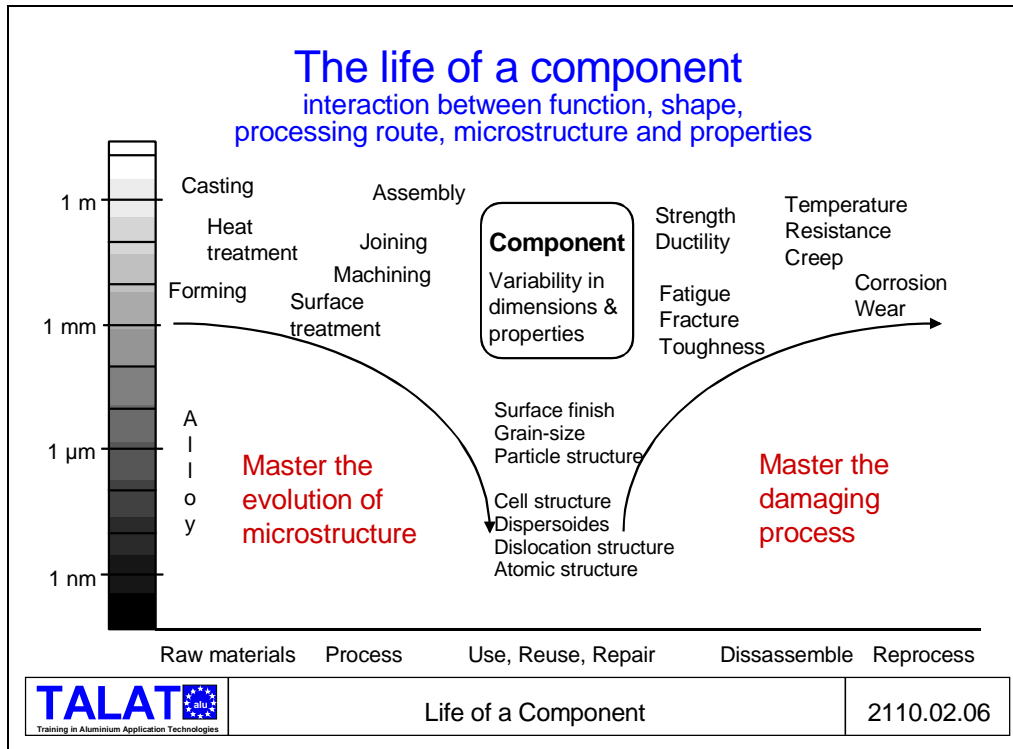 The life of a component
interaction between function, shape,
processing route, microstructure and properties
1 m
1 mm
1 µm
1 nm
Casting
Heat
treatment
Forming
Assembly
Joining
Machining
Surface
treatment
Component
Variability in
dimensions &
properties
Strength
Ductility
Fatigue
Fracture
Toughness
Temperature
Resistance
Creep
Corrosion
Wear
A
l
l
o
y
Master the
evolution of
microstructure
Surface finish
Grain-size
Particle structure
Cell structure
Dispersoides
Dislocation structure
Atomic structure
Master the
damaging
process
Raw materials Process Use, Reuse, Repair Dissassemble Reprocess
TALAT alu
Training in Aluminium Application Technologies
Life of a Component
2110.02.06